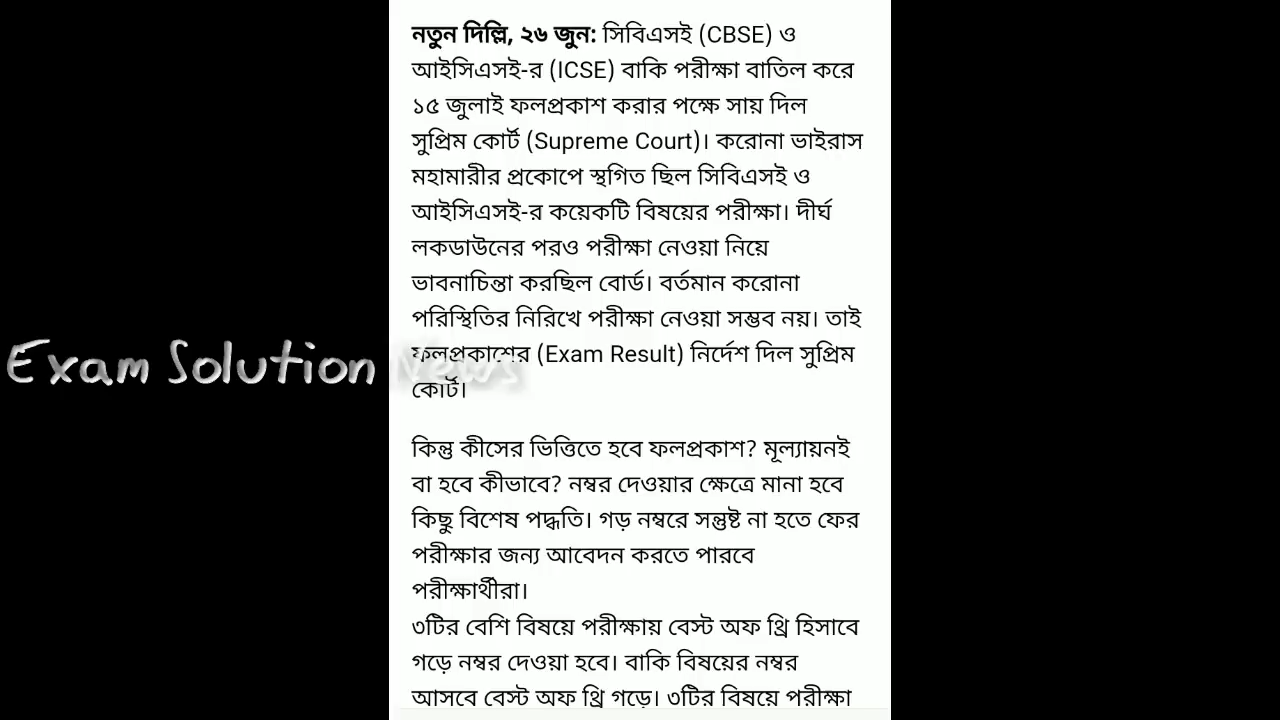 নতুন দিল্লি, ২৬ জুন: সিবিএসই (CBSE) ও
আইসিএসই-র (ICSE) বাকি পরীক্ষা বাতিল করে
১৫ জুলাই ফলপ্রকাশ করার পক্ষে সায় দিল
সুপ্রিম কোর্ট (Supreme Court)। করোনা ভাইরাস
মহামারীর প্রকোপে স্থগিত ছিল সিবিএসই ও
আইসিএসই-র কয়েকটি বিষয়ের পরীক্ষা। দীর্ঘ
লকডাউনের পরও পরীক্ষা নেওয়া নিয়ে
ভাবনাচিন্তা করছিল বোর্ড। বর্তমান করোনা
পরিস্থিতির নিরিখে পরীক্ষা নেওয়া সম্ভব নয়। তাই
ফলপ্রকাশের (Exam Result) নির্দেশ দিল সুপ্রিম
কোর্ট।
Exam Solution News
কিন্তু কীসের ভিত্তিতে হবে ফলপ্রকাশ? মূল্যায়নই
বা হবে কীভাবে? নম্বর দেওয়ার ক্ষেত্রে মানা হবে
কিছু বিশেষ পদ্ধতি। গড় নম্বরে সন্তুষ্ট না হতে ফের
পরীক্ষার জন্য আবেদন করতে পারবে
পরীক্ষার্থীরা।
৩টির বেশি বিষয়ে পরীক্ষায় বেস্ট অফ থ্রি হিসাবে
গড়ে নম্বর দেওয়া হবে। বাকি বিষয়ের নম্বর
আসবে বেস্ট অফ থ্রি গড়ে। ৩টির বিষয়ে পরীক্ষা